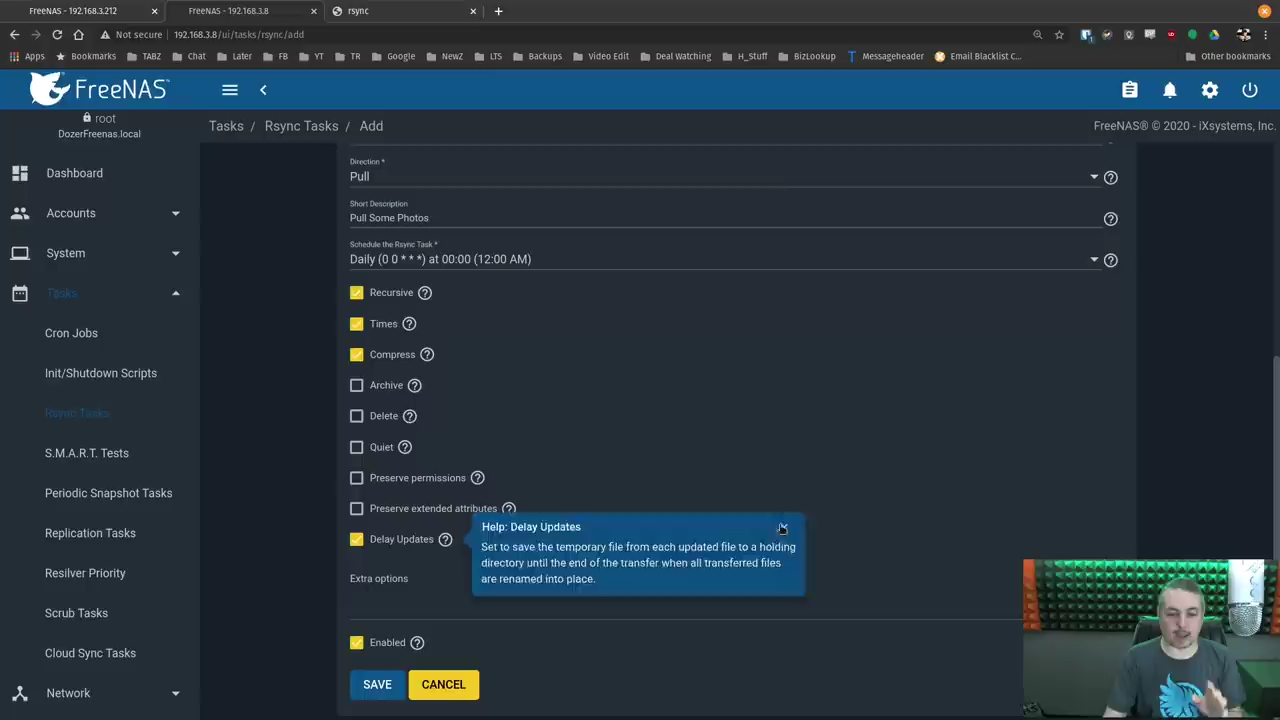 FreeNAS - 192.168.3.212
FreeNAS - 192.168.3.8
rsync
Not secure
192.168.3.8/ui/tasks/rsync/add
Apps
Bookmarks
TABZ
Chat
Later
FB
YT
TR
Google
NewZ
LTS
Backups
Video Edit
Deal Watching
H_Stuff
BizLookup
Messageheader
Email Blacklist C...
Other bookmarks
FreeNAS®
root
DozerFreenas.local
Tasks / Rsync Tasks / Add
FreeNAS® © 2020 - iXsystems, Inc.
Dashboard
Accounts
System
Tasks
Cron Jobs
Init/Shutdown Scripts
Rsync Tasks
S.M.A.R.T. Tests
Periodic Snapshot Tasks
Replication Tasks
Resilver Priority
Scrub Tasks
Cloud Sync Tasks
Network
Direction *
Pull
Short Description
Pull Some Photos
Schedule the Rsync Task *
Daily (0 0 * * *) at 00:00 (12:00 AM)
Recursive
Times
Compress
Archive
Delete
Quiet
Preserve permissions
Preserve extended attributes
Delay Updates
Help: Delay Updates
Set to save the temporary file from each updated file to a holding
directory until the end of the transfer when all transferred files
are renamed into place.
Extra options
Enabled
SAVE
CANCEL